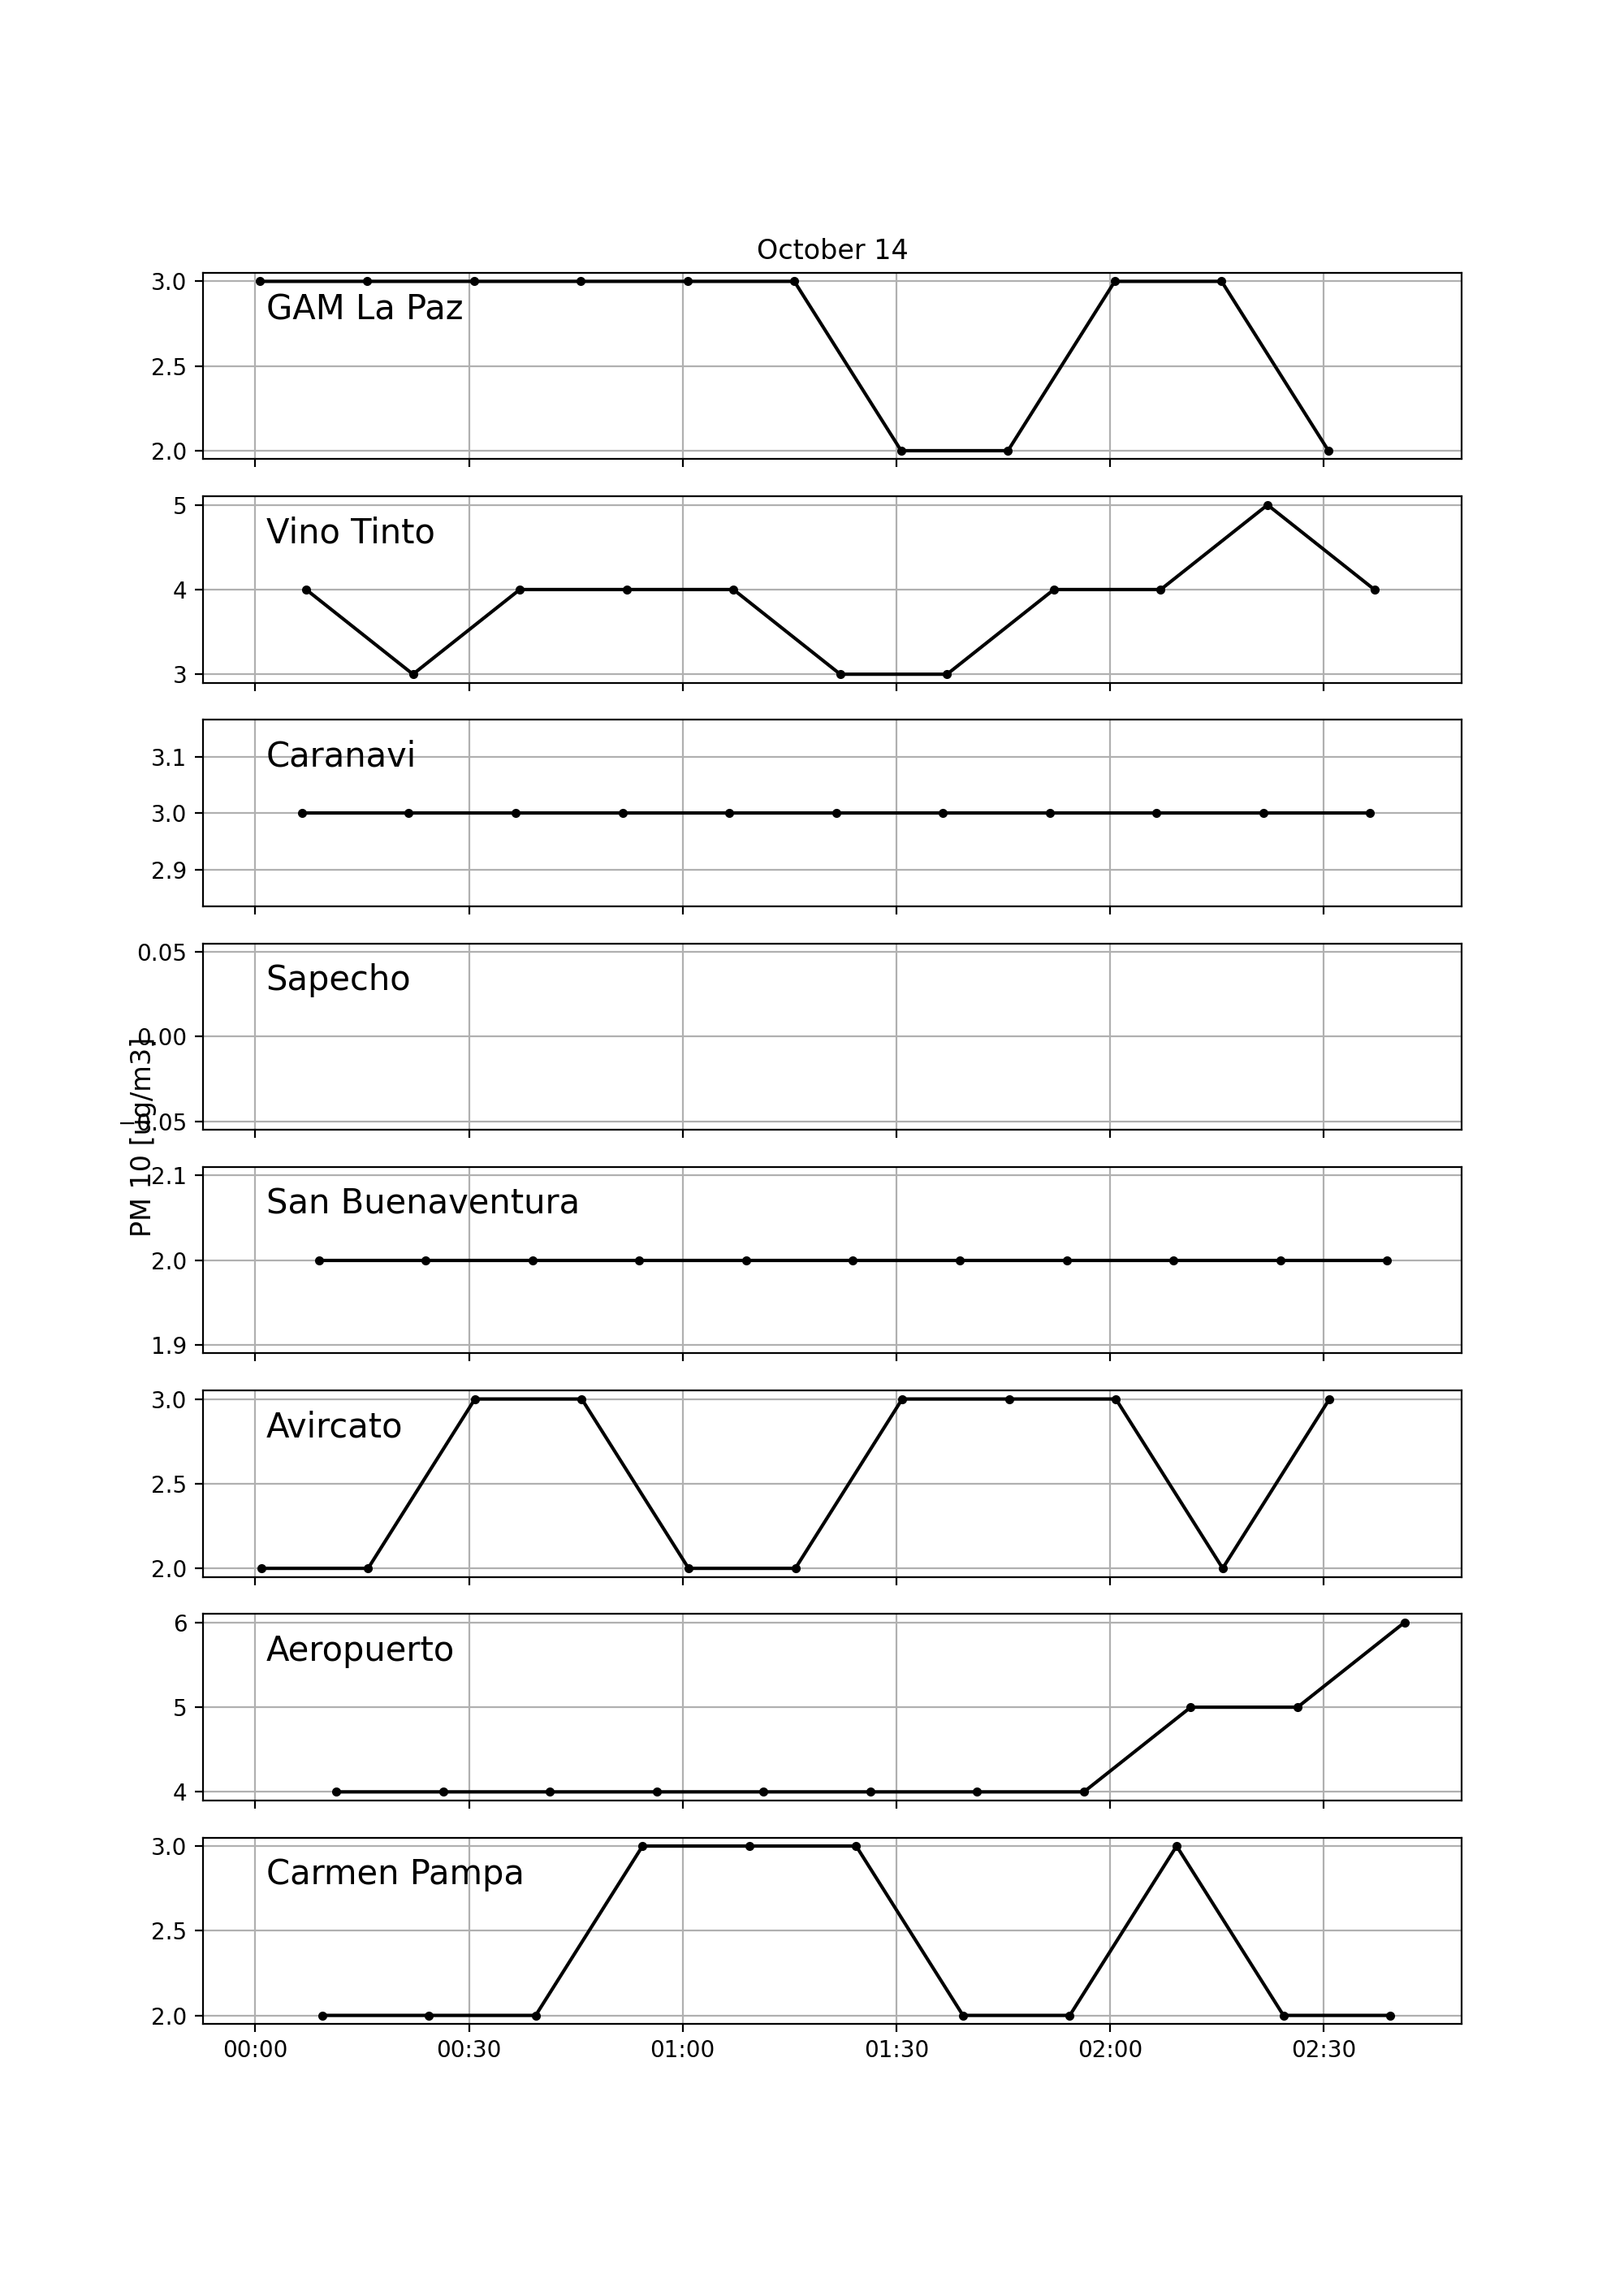 October 14
3.0
GAM La Paz
2.5
2.0
5
Vino Tinto
4
3
3.1
Caranavi
3.0
2.9
0.05
Sapecho
0.00
−0.05
PM 10 [ug/m3]
2.1
San Buenaventura
2.0
1.9
3.0
Avircato
2.5
2.0
6
Aeropuerto
5
4
3.0
Carmen Pampa
2.5
2.0
00:00 00:30 01:00 01:30 02:00 02:30